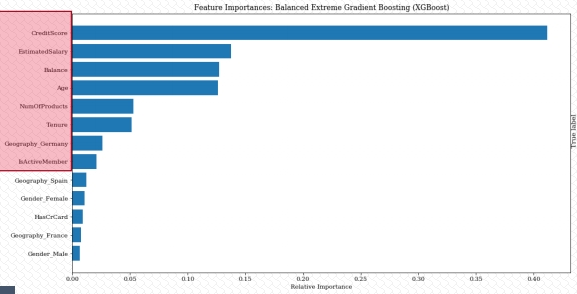 Feature Importances: Balanced Extreme Gradient Boosting (XGBoost)
CreditScore
EstimatedSalary
Balance
Age
NumOfProducts
Tenure
Geography_Germany
IsActiveMember
Geography_Spain
Gender_Female
HasCrCard
Geography_France
Gender_Male
0.00 0.05 0.10 0.15 0.20 0.25 0.30 0.35 0.40
Relative Importance
True label